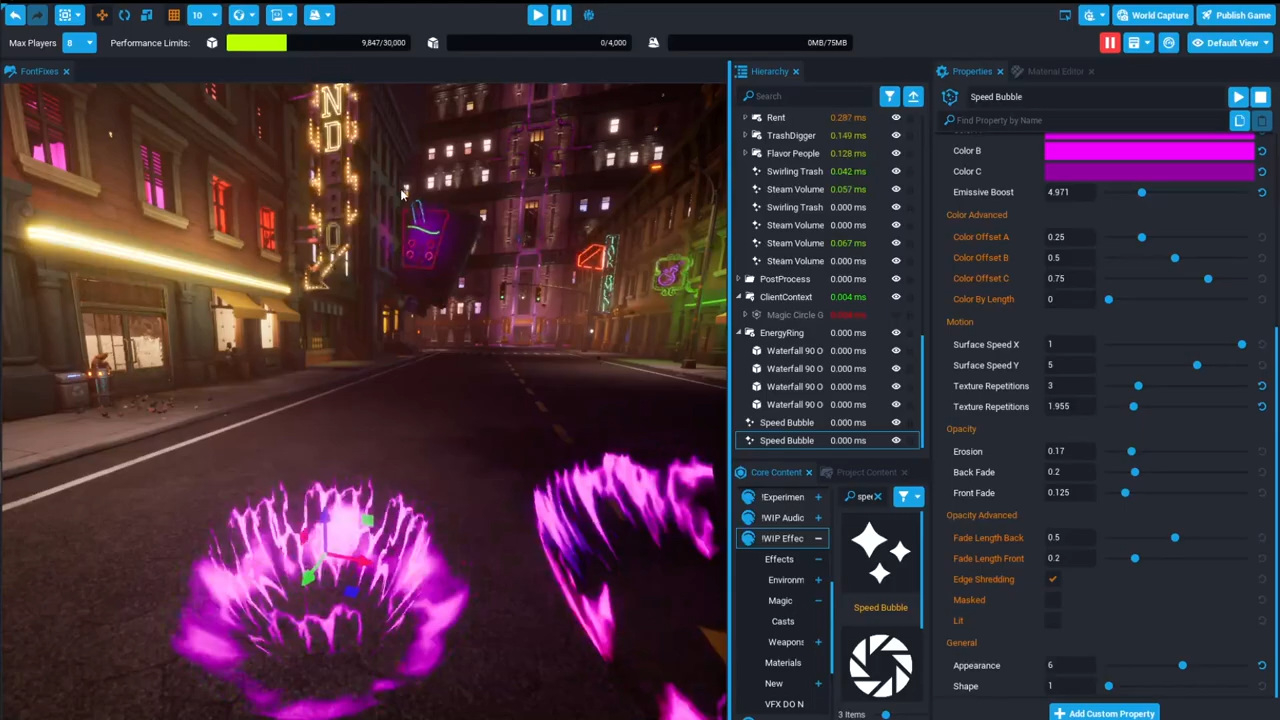 10
World Capture
Publish Game
Max Players
8
Performance Limits:
9,847/30,000
0/4,000
0MB/75MB
Default View
FontFixes
Hierarchy
Search
Rent 0.287 ms
TrashDigger 0.149 ms
Flavor People 0.128 ms
Swirling Trash 0.042 ms
Steam Volume 0.057 ms
Swirling Trash 0.000 ms
Steam Volume 0.000 ms
Steam Volume 0.067 ms
Steam Volume 0.000 ms
PostProcess 0.000 ms
ClientContext 0.004 ms
Magic Circle G
EnergyRing 0.000 ms
Waterfall 90 O 0.000 ms
Waterfall 90 O 0.000 ms
Waterfall 90 O 0.000 ms
Waterfall 90 O 0.000 ms
Speed Bubble 0.000 ms
Speed Bubble 0.000 ms
Core Content
Project Content
!Experimen
!WIP Audic
!WIP Effec
Effects
Environm
Magic
Casts
Weapons
Materials
New
VFX DO N
spe
Speed Bubble
3 Items
Properties
Material Editor
Speed Bubble
Find Property by Name
Color B
Color C
Emissive Boost 4.971
Color Advanced
Color Offset A 0.25
Color Offset B 0.5
Color Offset C 0.75
Color By Length 0
Motion
Surface Speed X 1
Surface Speed Y 5
Texture Repetitions 3
Texture Repetitions 1.955
Opacity
Erosion 0.17
Back Fade 0.2
Front Fade 0.125
Opacity Advanced
Fade Length Back 0.5
Fade Length Front 0.2
Edge Shredding
Masked
Lit
General
Appearance 6
Shape 1
Add Custom Property